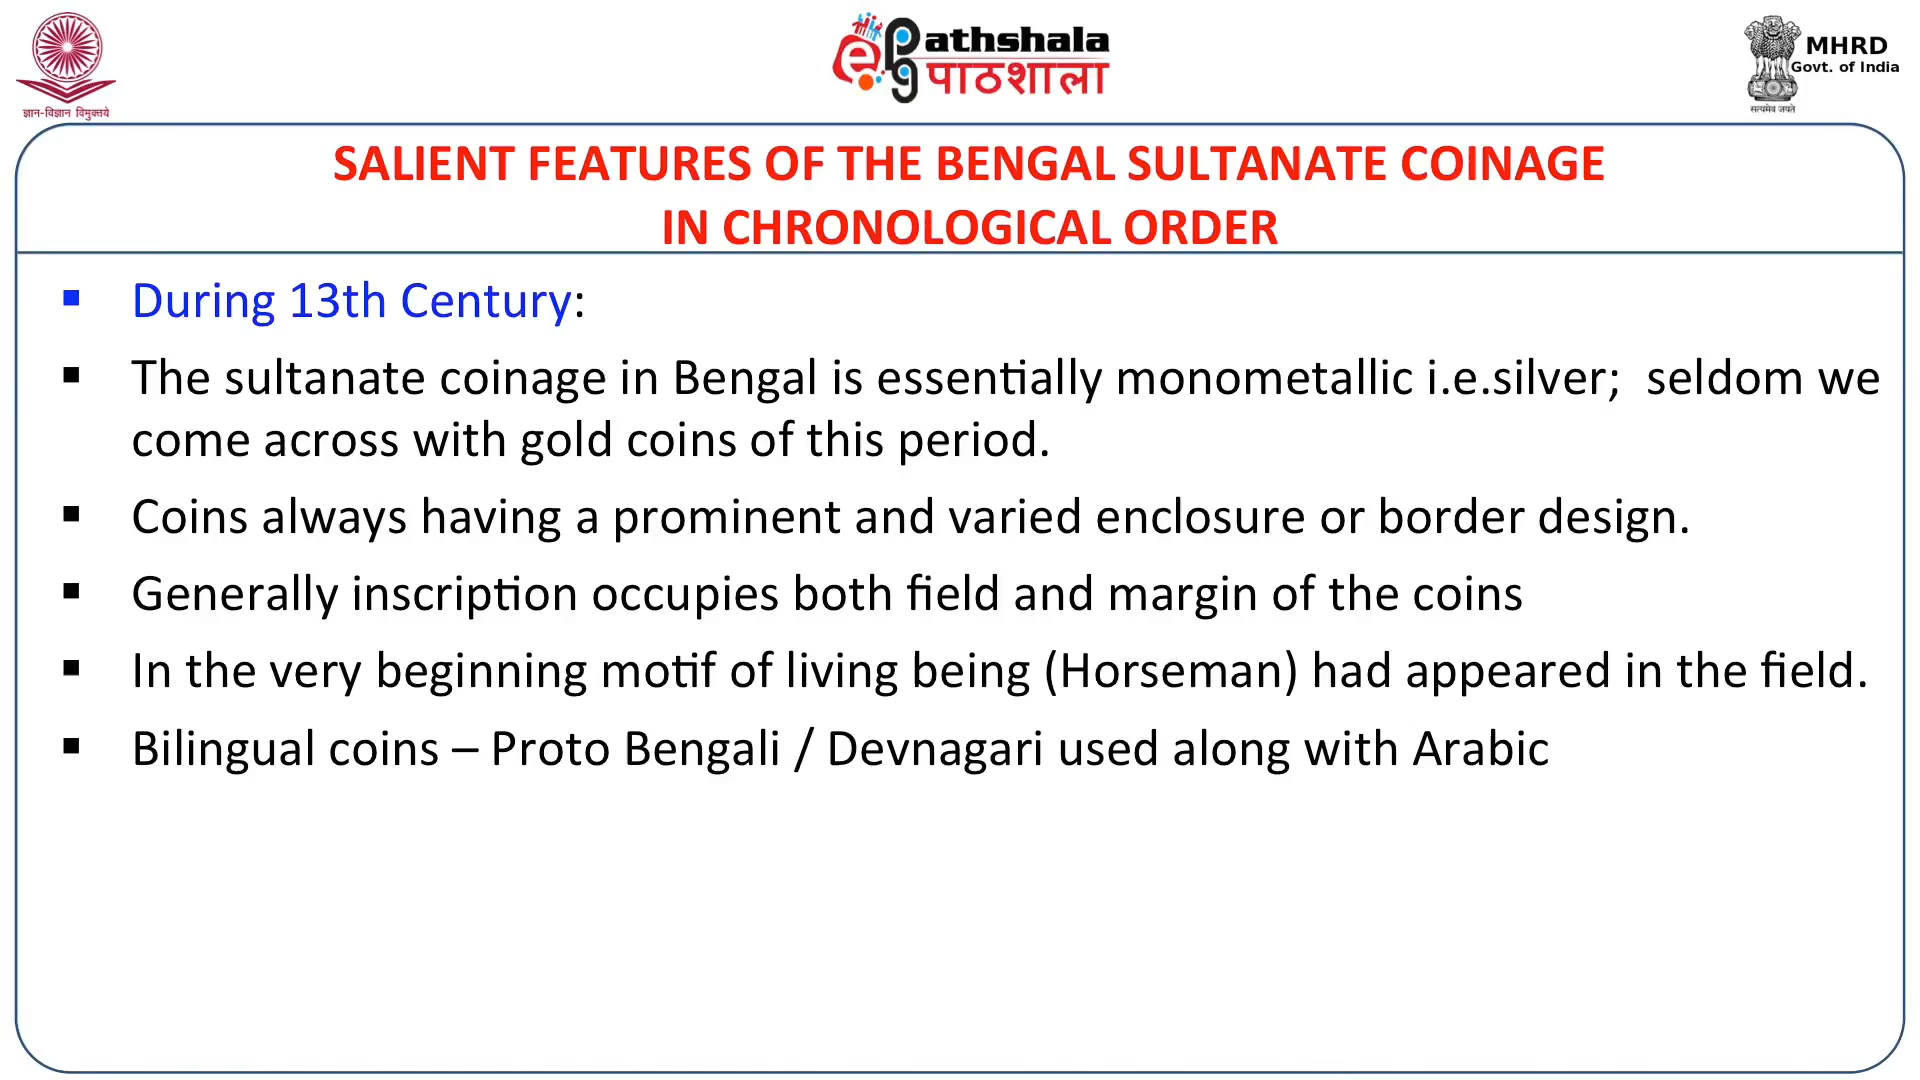 ज्ञान-विज्ञान विमुक्तये
ePathshala
पाठशाला
MHRD
Govt. of India
सत्यमेव जयते
SALIENT FEATURES OF THE BENGAL SULTANATE COINAGE
IN CHRONOLOGICAL ORDER
▪ During 13th Century:
▪ The sultanate coinage in Bengal is essentially monometallic i.e.silver;  seldom we
come across with gold coins of this period.
▪ Coins always having a prominent and varied enclosure or border design.
▪ Generally inscription occupies both field and margin of the coins
▪ In the very beginning motif of living being (Horseman) had appeared in the field.
▪ Bilingual coins – Proto Bengali / Devnagari used along with Arabic